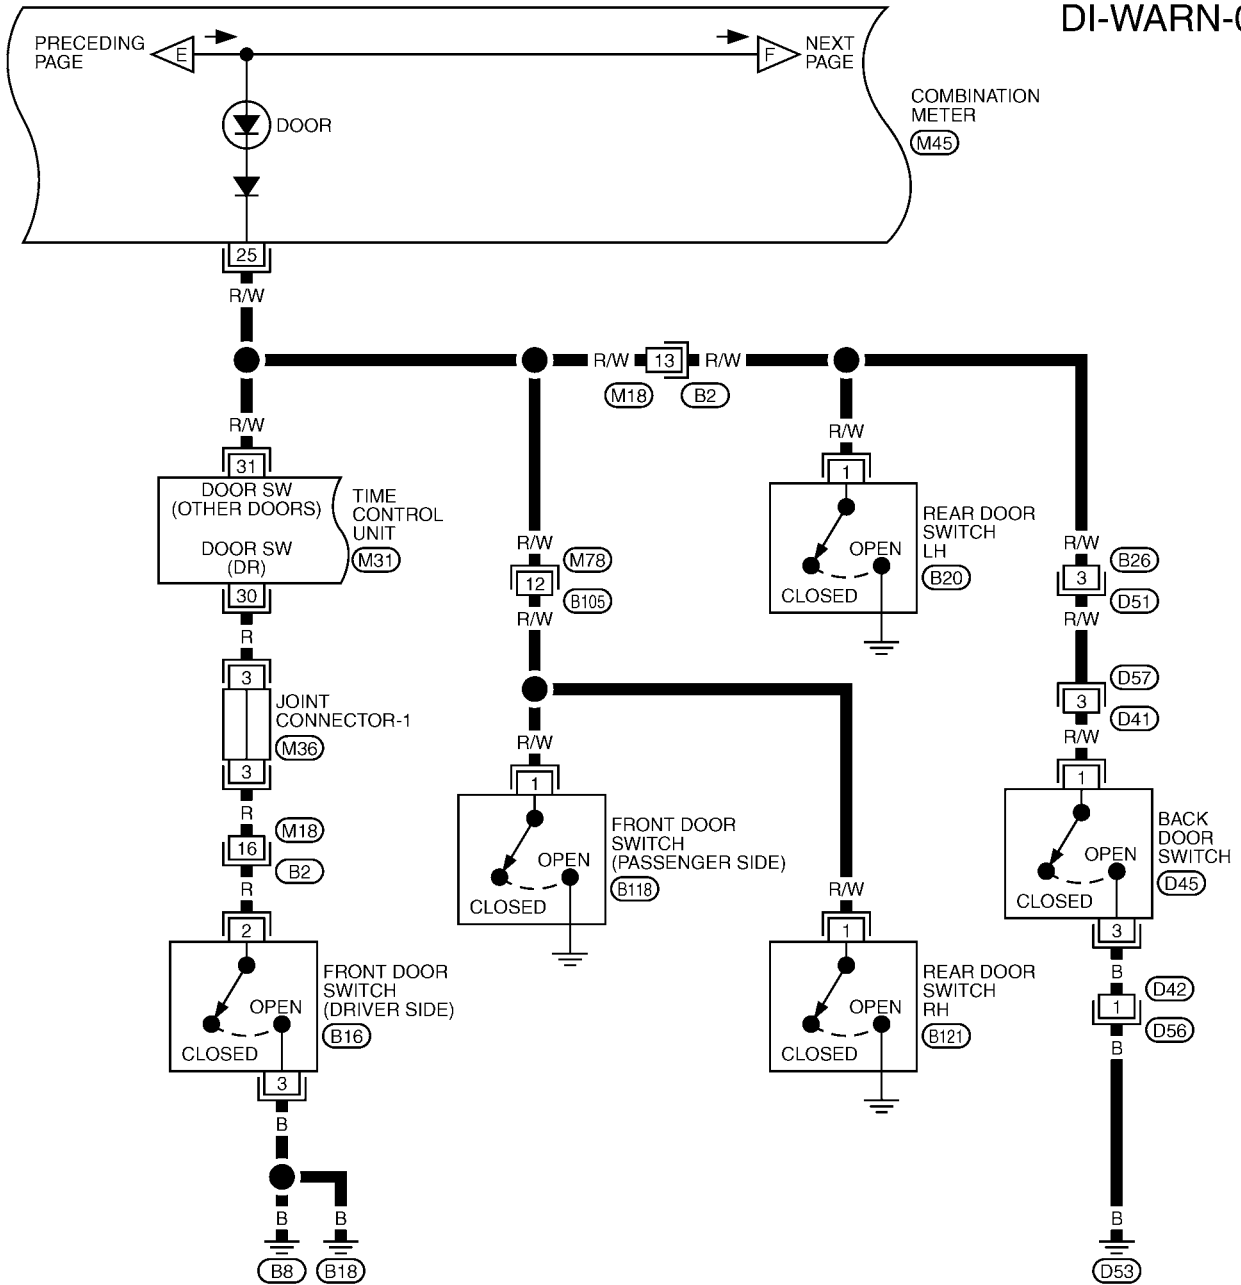 DI-WARN-0
PRECEDING
PAGE
E
F
NEXT
PAGE
DOOR
COMBINATION
METER
M45
25
R/W
R/W
13
R/W
M18
B2
R/W
31
DOOR SW
(OTHER DOORS)
DOOR SW
(DR)
TIME
CONTROL
UNIT
M31
30
R
3
JOINT
CONNECTOR-1
M36
3
R
M18
16
B2
R
2
OPEN
CLOSED
FRONT DOOR
SWITCH
(DRIVER SIDE)
B16
3
B
B
B
B8
B18
R/W
M78
12
B105
R/W
R/W
1
OPEN
CLOSED
FRONT DOOR
SWITCH
(PASSENGER SIDE)
B118
R/W
1
OPEN
CLOSED
REAR DOOR
SWITCH
LH
B20
R/W
1
OPEN
CLOSED
REAR DOOR
SWITCH
RH
B121
R/W
B26
3
D51
R/W
D57
3
D41
R/W
1
OPEN
CLOSED
BACK
DOOR
SWITCH
D45
3
B
D42
1
D56
B
B
D53